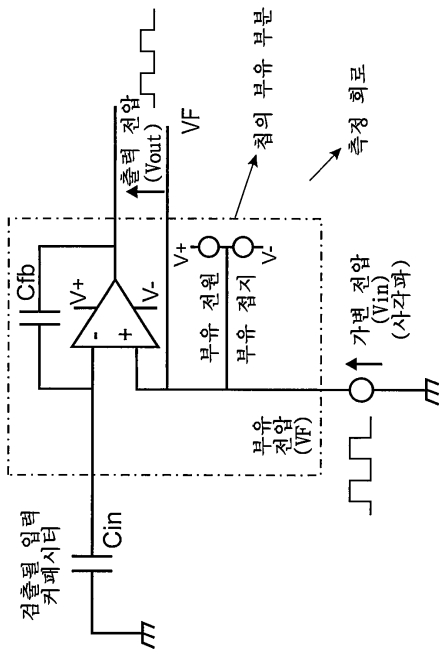 검출될 입력
커패시터
Cin
Cfb
V+
V-
-
+
출력 전압
(Vout)
VF
V+
V-
부유 전원
부유 접지
부유
전압
(VF)
가변 전압
(Vin)
(사각파)
칩의 부유 부분
측정 회로